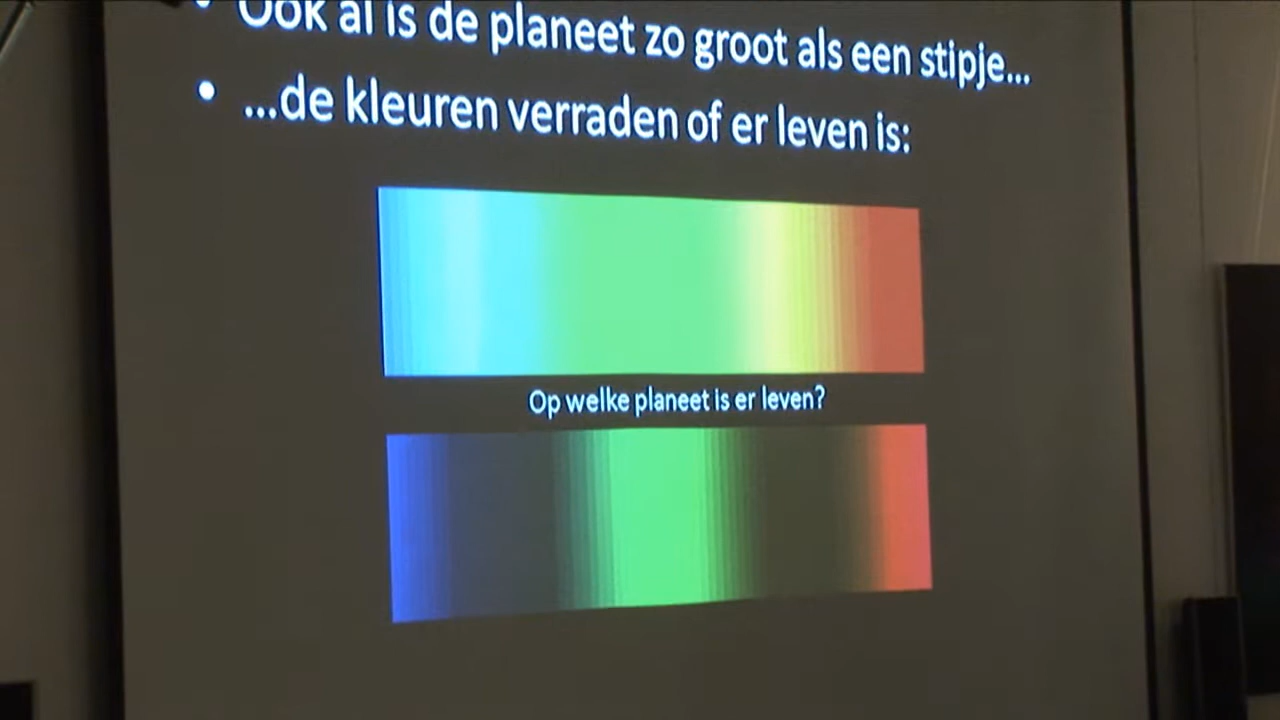 • Ook al is de planeet zo groot als een stipje...
• ...de kleuren verraden of er leven is:
Op welke planeet is er leven?